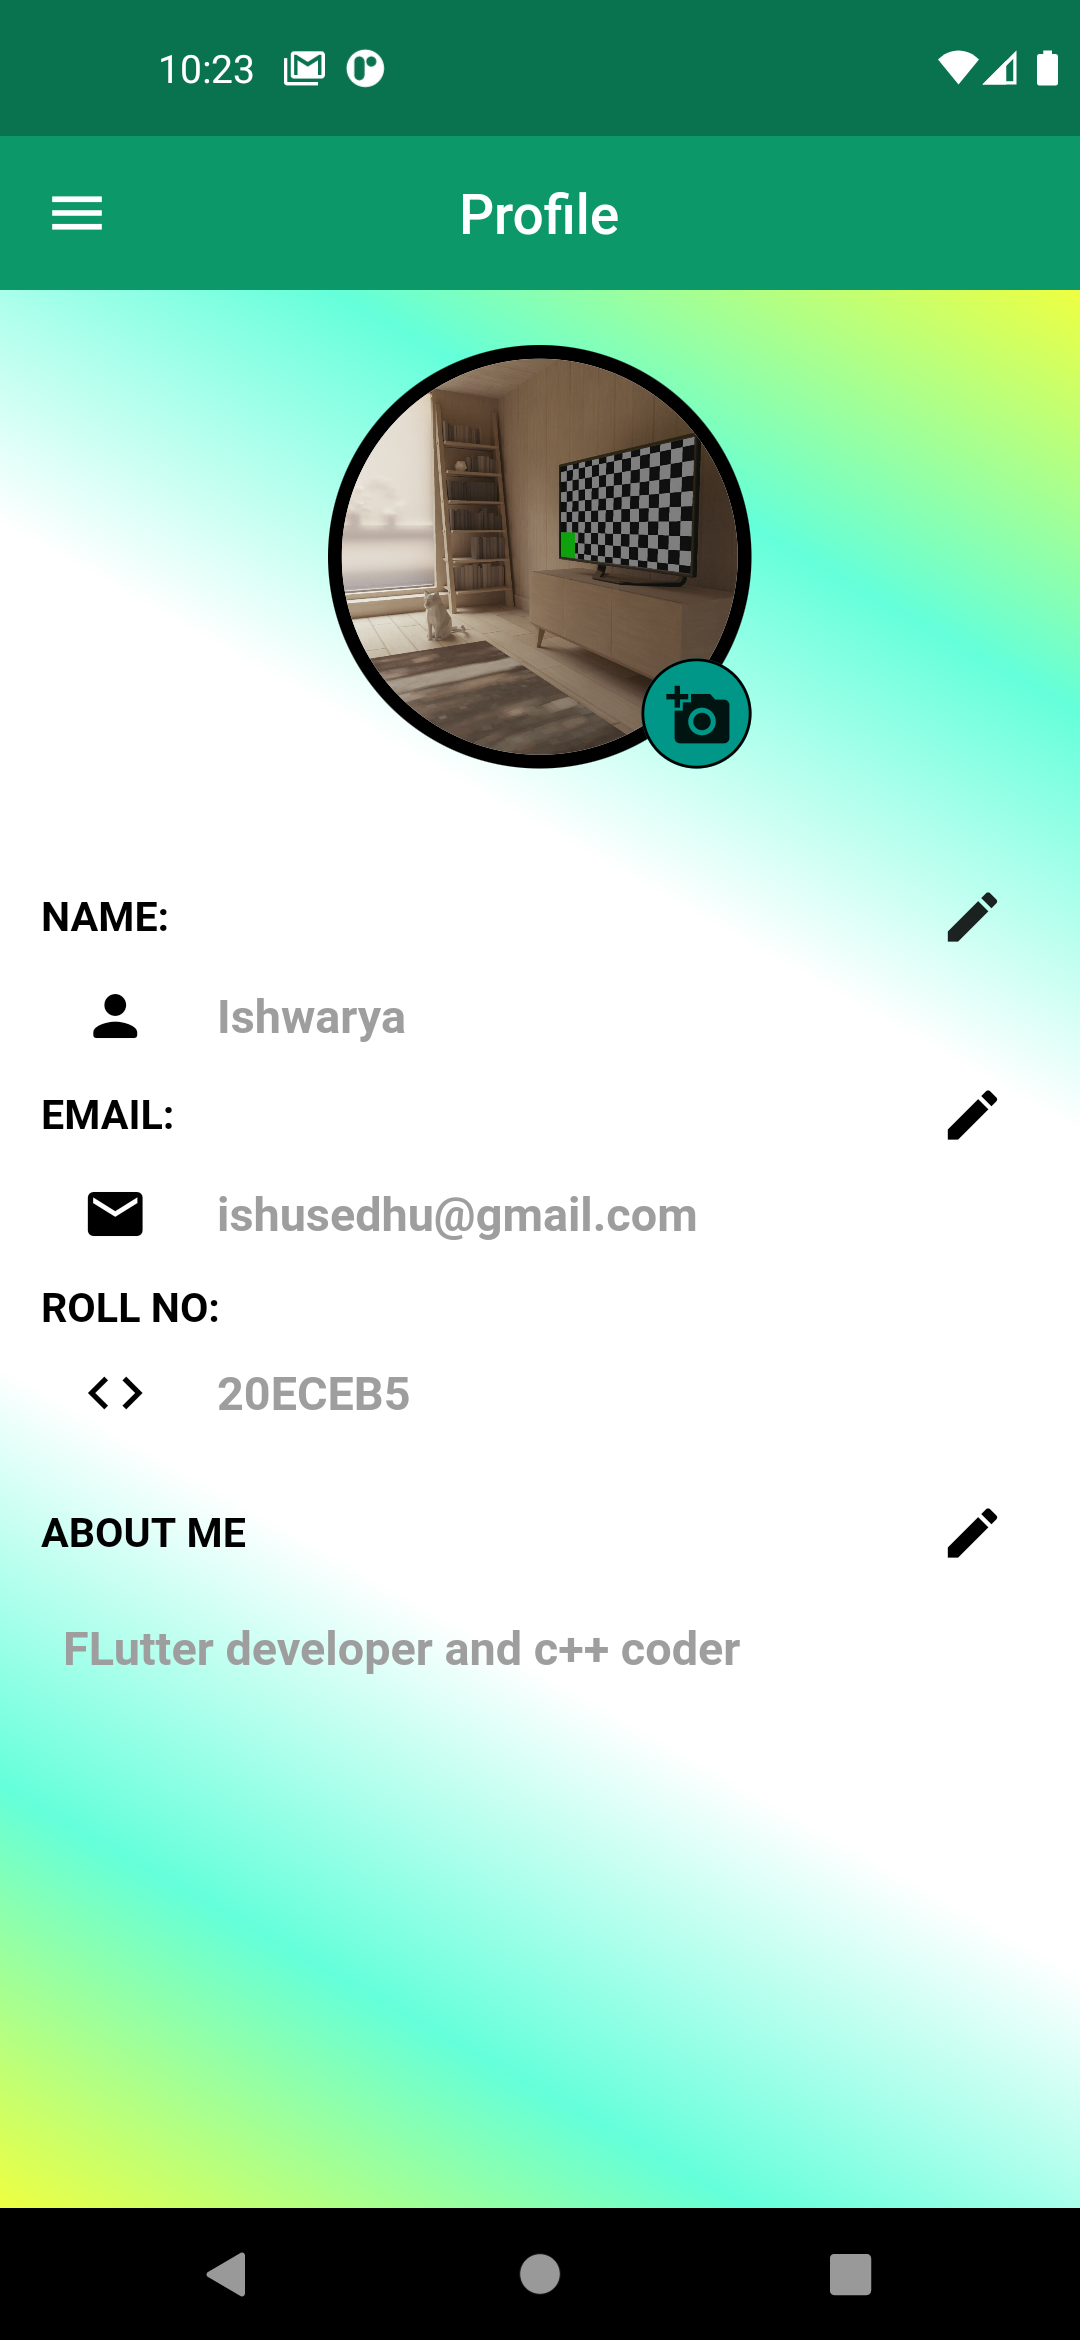 10:23
Profile
NAME:
Ishwarya
EMAIL:
ishusedhu@gmail.com
ROLL NO:
20ECEB5
ABOUT ME
FLutter developer and c++ coder